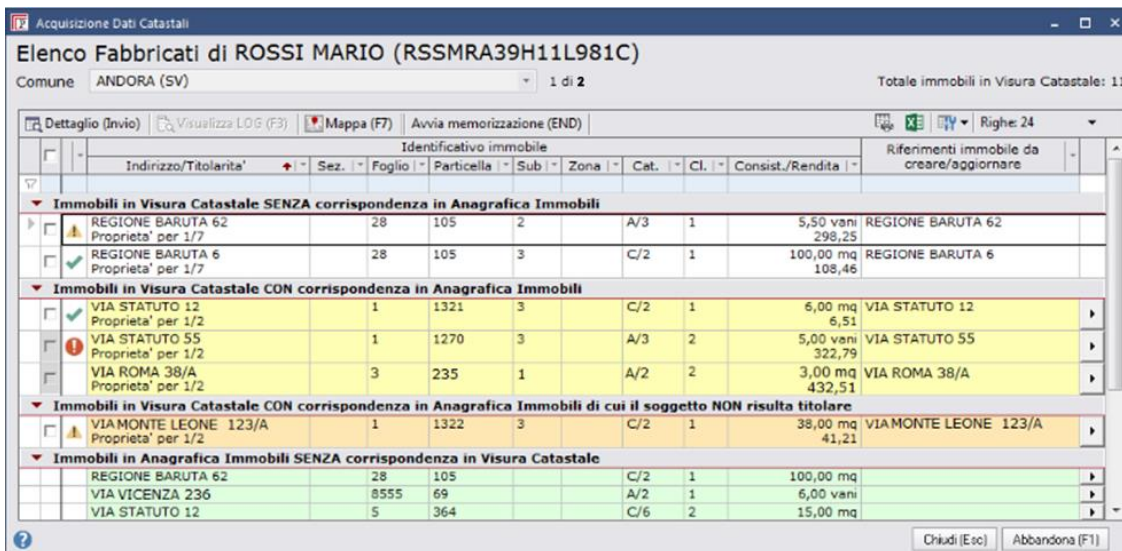 Acquisizione Dati Catastali
Elenco Fabbricati di ROSSI MARIO (RSSMRA39H11L981C)
Comune ANDORA (SV) 1 di 2 Totale immobili in Visura Catastale: 11
Dettaglio (Invio) Visualizza LOG (F3) Mappa (F7) Avvia memorizzazione (END) Righe: 24
Identificativo immobile Riferimenti immobile da
Indirizzo/Titolarita' Sez. Foglio Particella Sub Zona Cat. Cl. Consist./Rendita creare/aggiornare
Immobili in Visura Catastale SENZA corrispondenza in Anagrafica Immobili
REGIONE BARUTA 62 28 105 2 A/3 1 5,50 vani REGIONE BARUTA 62
Proprieta' per 1/7 298,25
REGIONE BARUTA 6 28 105 3 C/2 1 100,00 mq REGIONE BARUTA 6
Proprieta' per 1/7 108,46
Immobili in Visura Catastale CON corrispondenza in Anagrafica Immobili
VIA STATUTO 12 1 1321 3 C/2 1 6,00 mq VIA STATUTO 12
Proprieta' per 1/2 6,51
VIA STATUTO 55 1 1270 3 A/3 2 5,00 vani VIA STATUTO 55
Proprieta' per 1/2 322,79
VIA ROMA 38/A 3 235 1 A/2 2 3,00 mq VIA ROMA 38/A
Proprieta' per 1/2 432,51
Immobili in Visura Catastale CON corrispondenza in Anagrafica Immobili di cui il soggetto NON risulta titolare
VIAMONTE LEONE 123/A 1 1322 3 C/2 1 38,00 mq VIAMONTE LEONE 123/A
Proprieta' per 1/2 41,21
Immobili in Anagrafica Immobili SENZA corrispondenza in Visura Catastale
REGIONE BARUTA 62 28 105 C/2 1 100,00 mq
VIA VICENZA 236 8555 69 A/2 1 6,00 vani
VIA STATUTO 12 5 364 C/6 2 15,00 mq
Chiudi (Esc) Abbandona (F1)